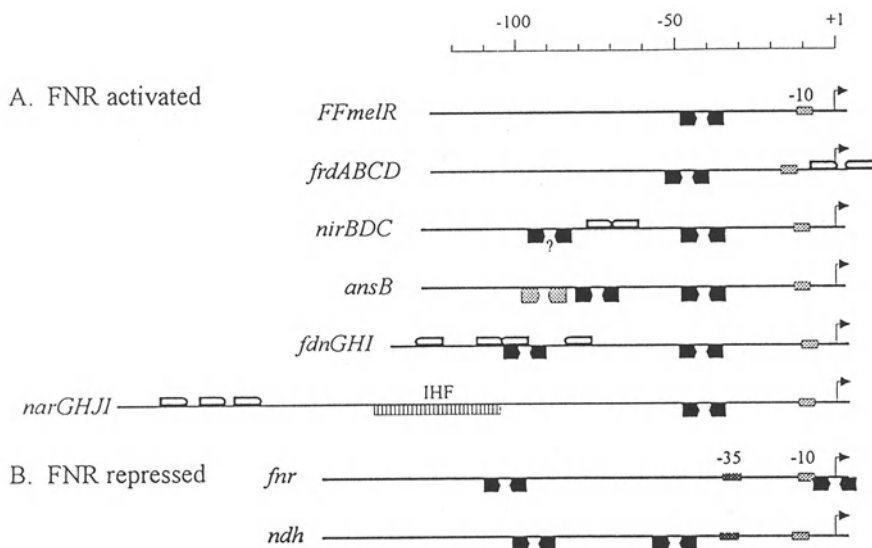 -100 -50 +1
A. FNR activated
-10
FFmelR
frdABCD
nirBDC
?
ansB
fdnGHI
IHF
narGHJI
-35 -10
B. FNR repressed
fnr
ndh